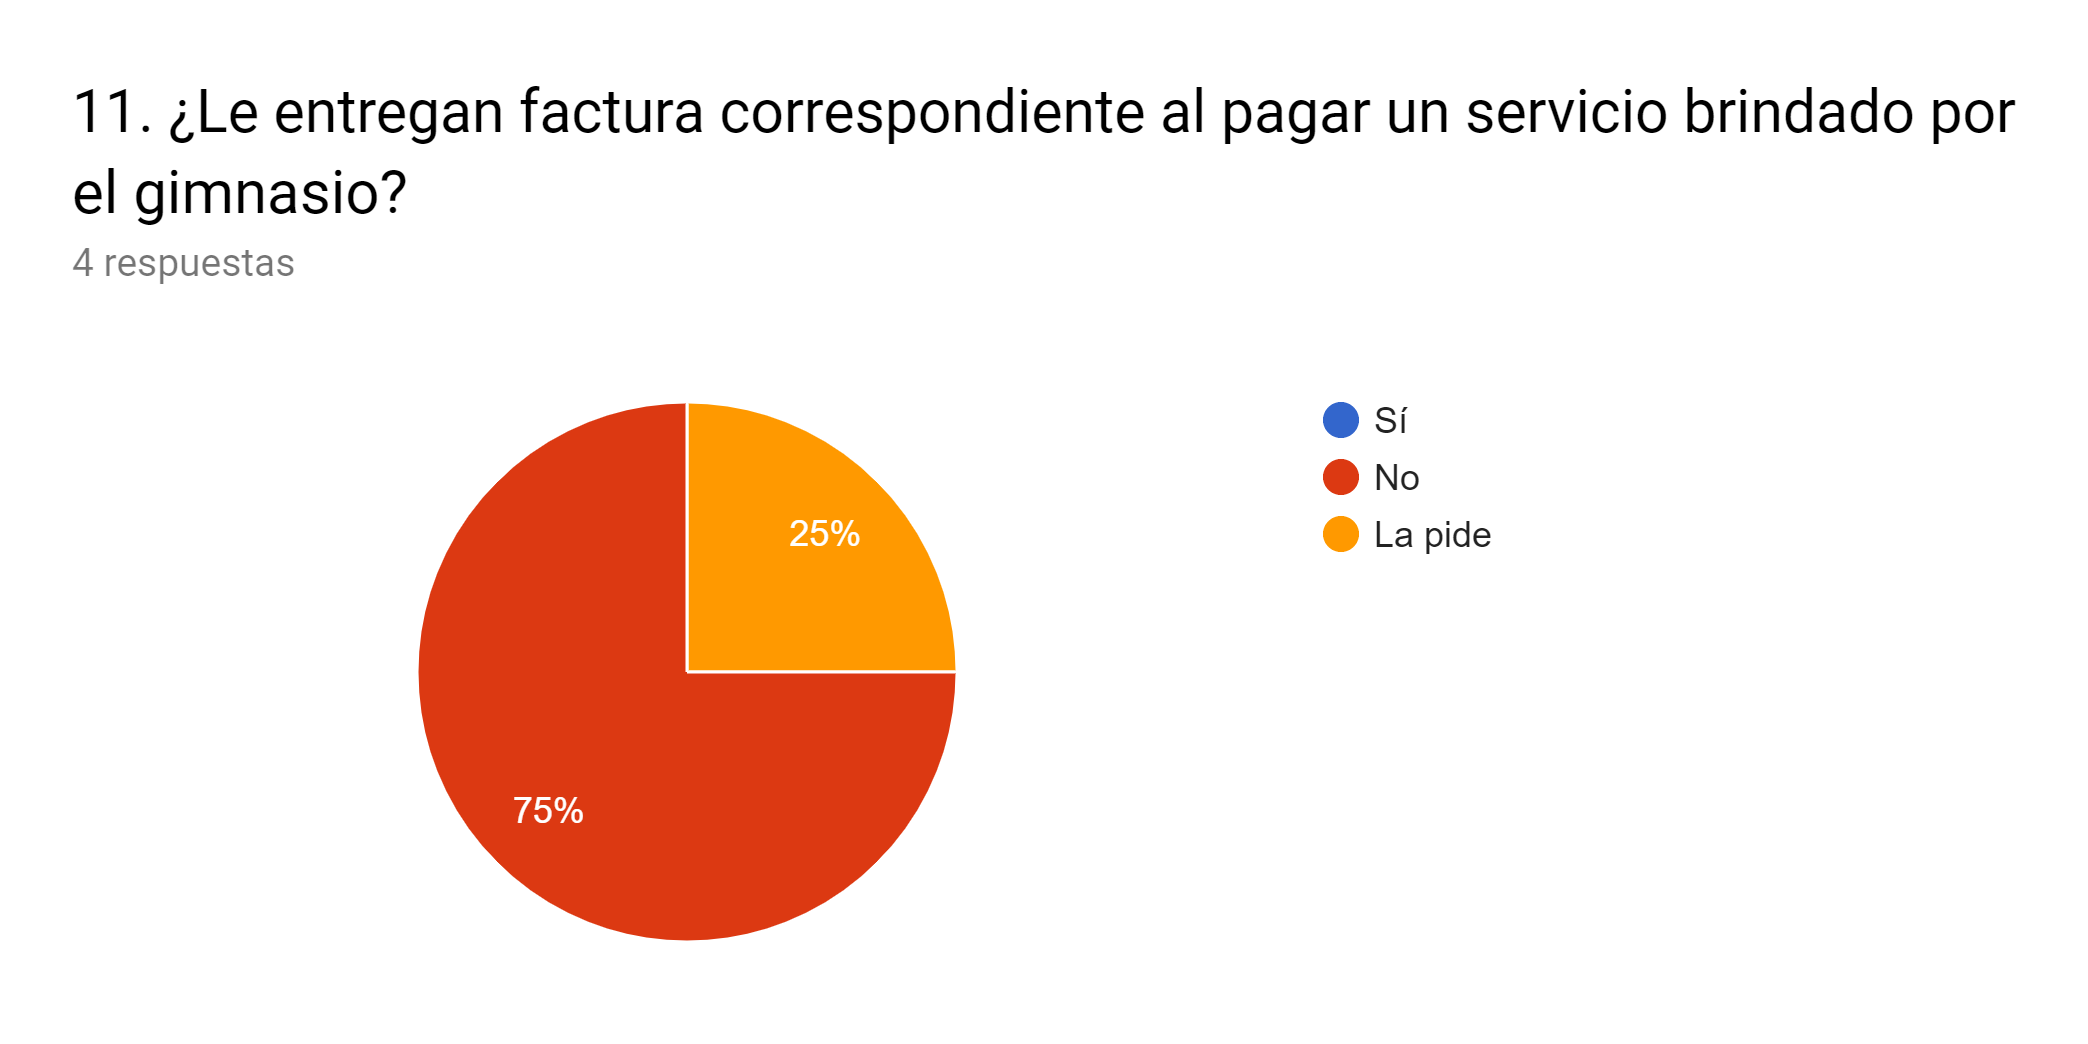 11. ¿Le entregan factura correspondiente al pagar un servicio brindado por
el gimnasio?
4 respuestas
Sí
No
La pide
25%
75%